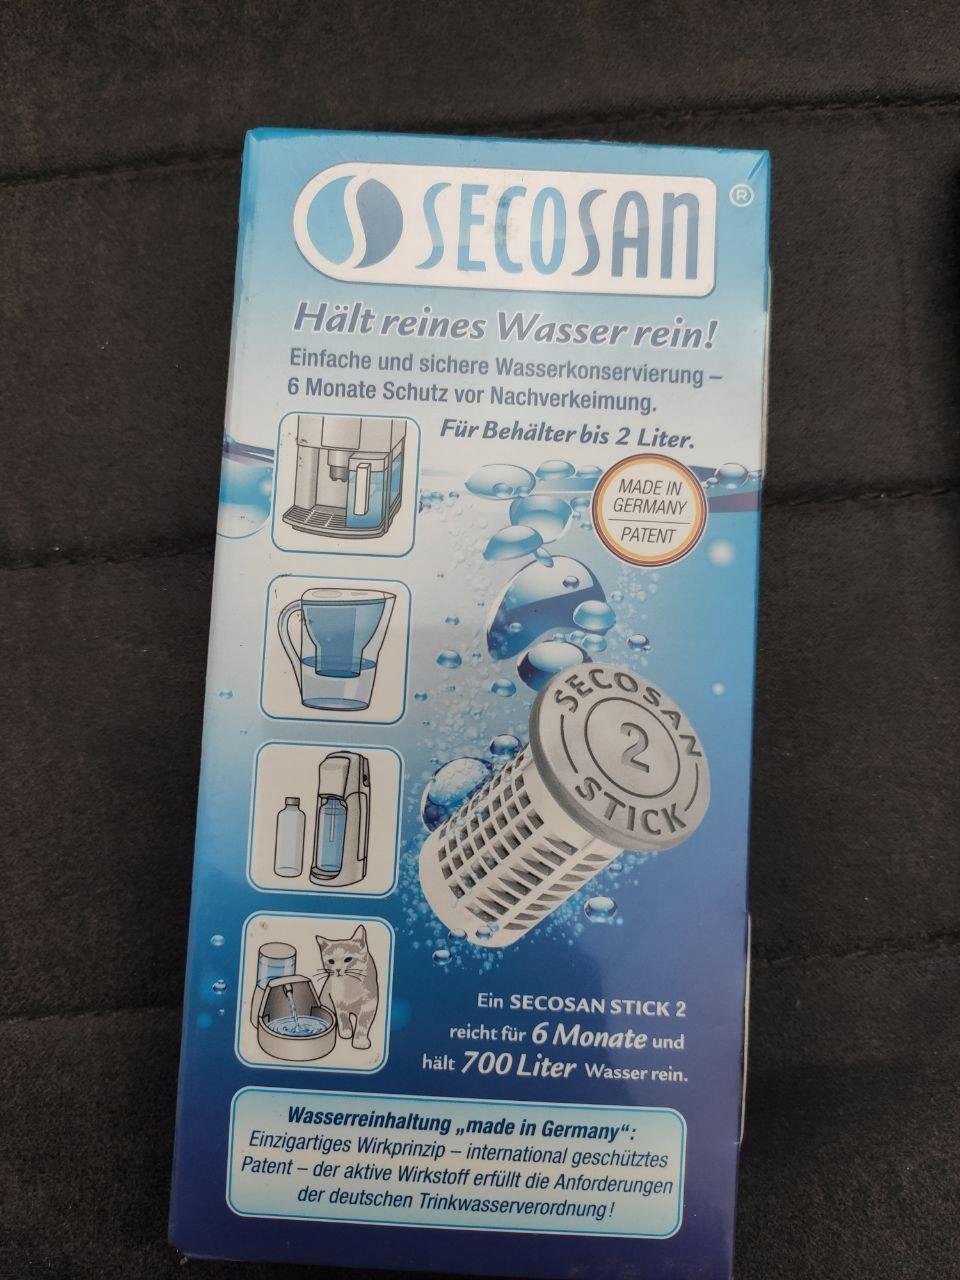 SECOSAN®
Hält reines Wasser rein!
Einfache und sichere Wasserkonservierung –
6 Monate Schutz vor Nachverkeimung.
Für Behälter bis 2 Liter.
MADE IN
GERMANY
PATENT
SECOSAN
2
STICK
Ein SECOSAN STICK 2
reicht für 6 Monate und
hält 700 Liter Wasser rein.
Wasserreinhaltung „made in Germany“:
Einzigartiges Wirkprinzip – international geschütztes
Patent – der aktive Wirkstoff erfüllt die Anforderungen
der deutschen Trinkwasserverordnung!